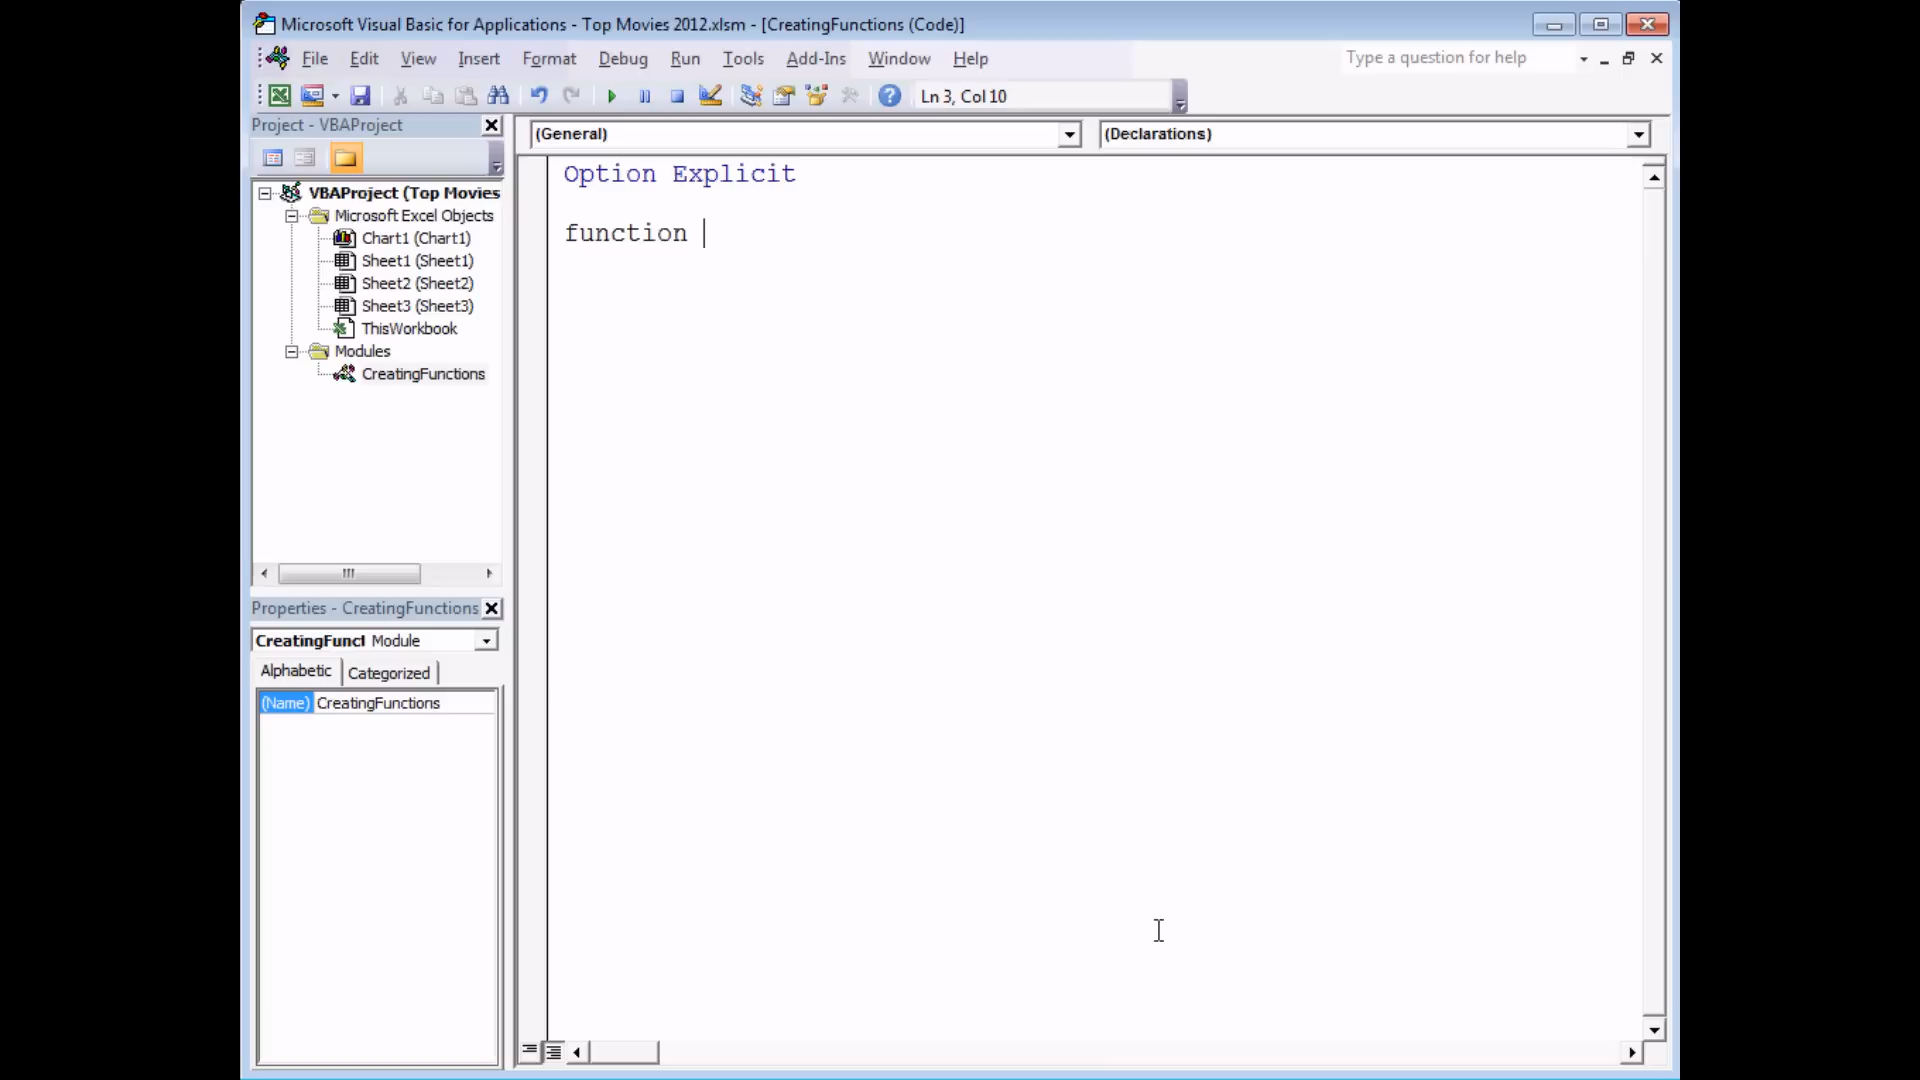 Microsoft Visual Basic for Applications - Top Movies 2012.xlsm - [CreatingFunctions (Code)]
File Edit View Insert Format Debug Run Tools Add-Ins Window Help Type a question for help
Ln 3, Col 10
Project - VBAProject
(General) (Declarations)
VBAProject (Top Movies
Microsoft Excel Objects
Chart1 (Chart1)
Sheet1 (Sheet1)
Sheet2 (Sheet2)
Sheet3 (Sheet3)
ThisWorkbook
Modules
CreatingFunctions
Option Explicit
function
Properties - CreatingFunctions
CreatingFunct Module
Alphabetic Categorized
(Name) CreatingFunctions